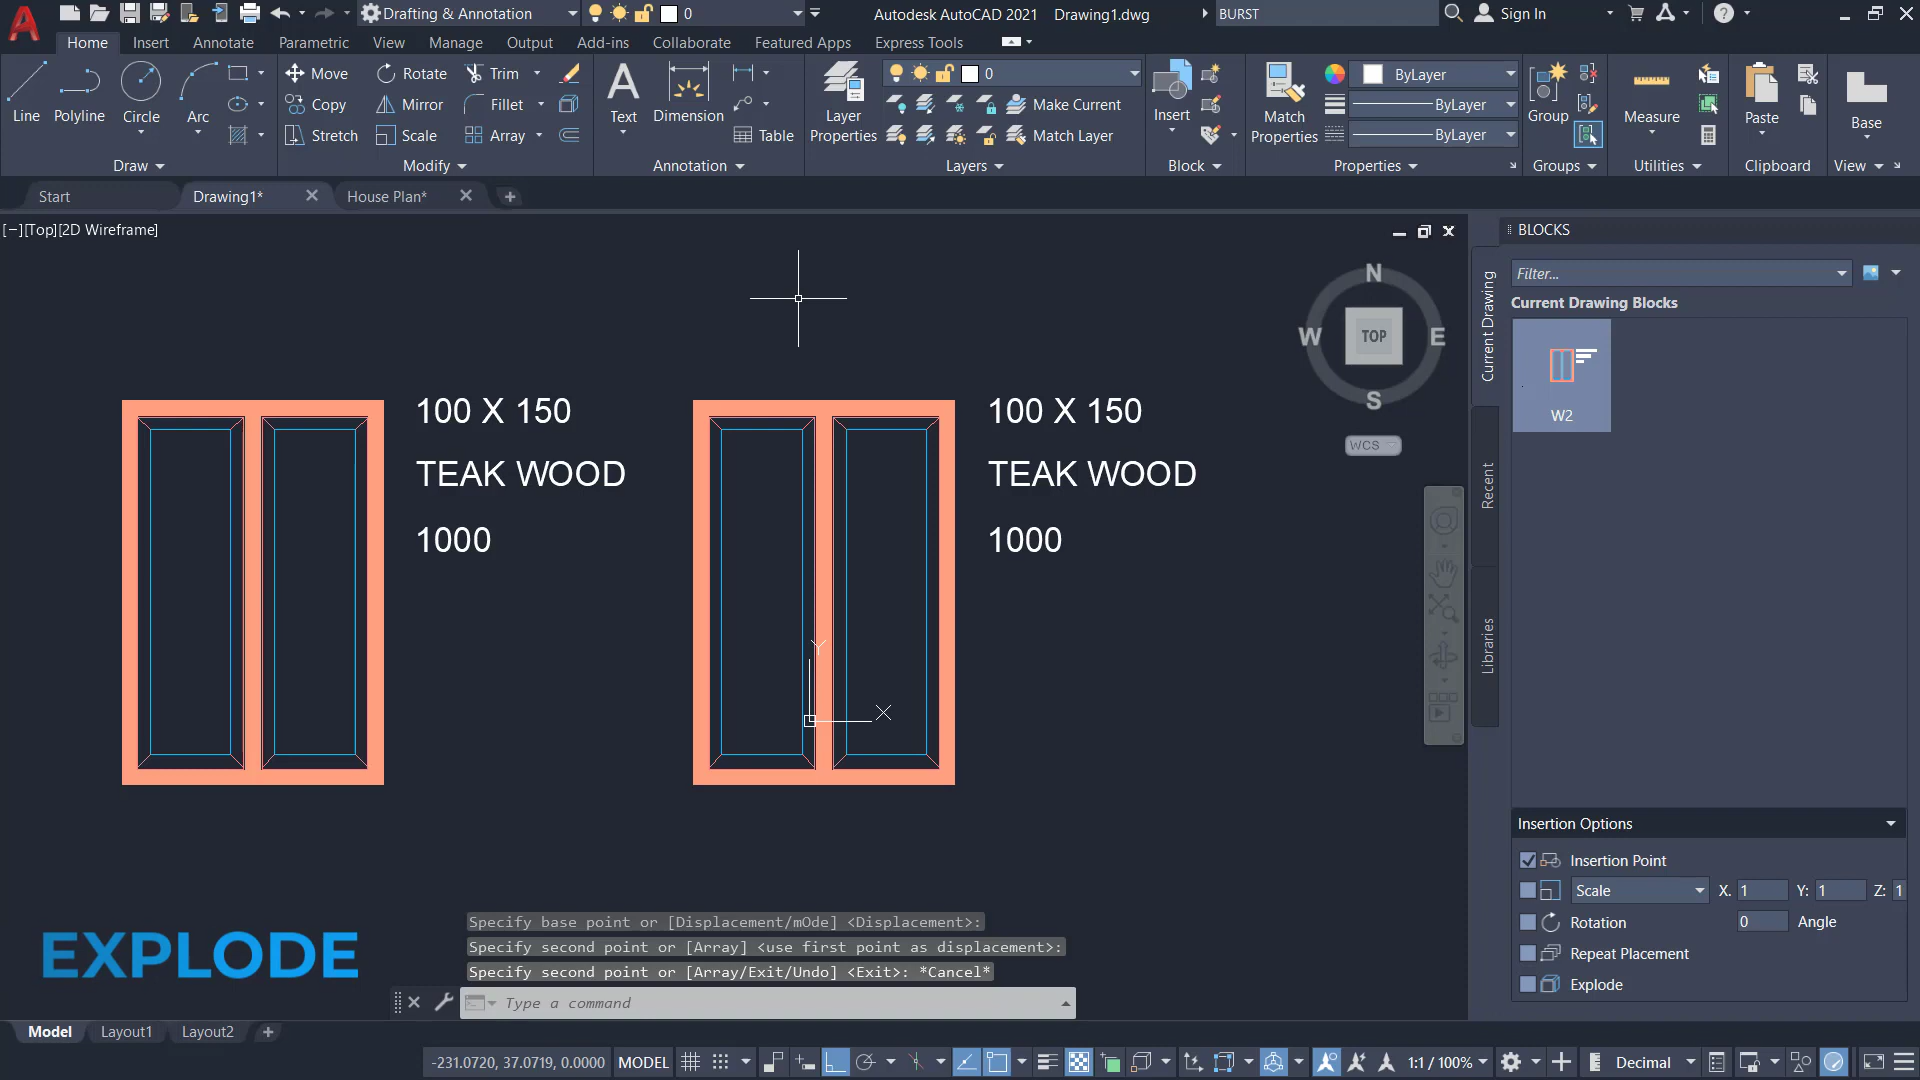 Drafting & Annotation
0
Autodesk AutoCAD 2021
Drawing1.dwg
BURST
Sign In
Home
Insert
Annotate
Parametric
View
Manage
Output
Add-ins
Collaborate
Featured Apps
Express Tools
Line
Polyline
Circle
Arc
Draw
Move
Rotate
Trim
Copy
Mirror
Fillet
Stretch
Scale
Array
Modify
Text
Dimension
Table
Annotation
Layer
Properties
0
Make Current
Match Layer
Layers
Insert
Block
Match
Properties
ByLayer
ByLayer
ByLayer
Properties
Group
Groups
Measure
Utilities
Paste
Clipboard
Base
View
Start
Drawing1*
House Plan*
[−][Top][2D Wireframe]
N
W
TOP
E
S
WCS
100 X 150
TEAK WOOD
1000
100 X 150
TEAK WOOD
1000
Y
X
BLOCKS
Filter...
Current Drawing Blocks
W2
Current Drawing
Recent
Libraries
Insertion Options
Insertion Point
Scale
X.
1
Y:
1
Z:
1
Rotation
0
Angle
Repeat Placement
Explode
EXPLODE
Specify base point or [Displacement/mOde] <Displacement>:
Specify second point or [Array] <use first point as displacement>:
Specify second point or [Array/Exit/Undo] <Exit>: *Cancel*
Type a command
Model
Layout1
Layout2
-231.0720, 37.0719, 0.0000
MODEL
1:1 / 100%
Decimal